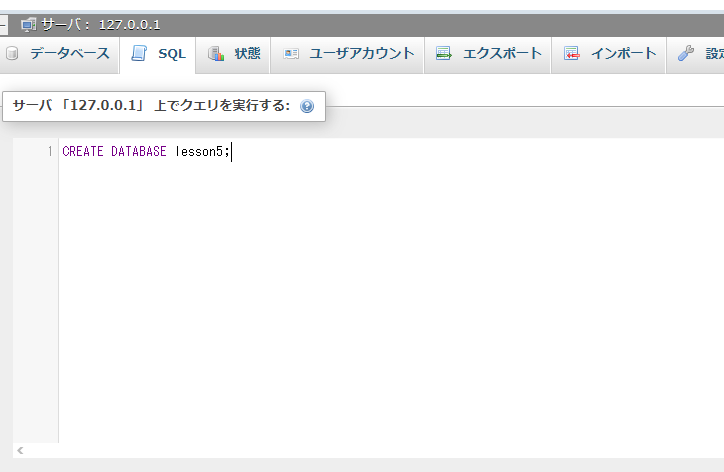 サーバ： 127.0.0.1
データベース SQL 状態 ユーザアカウント エクスポート インポート 設定
サーバ 「127.0.0.1」 上でクエリを実行する:
1 CREATE DATABASE lesson5;